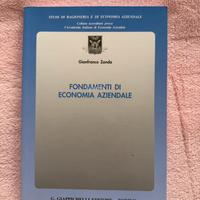 STUDI DI RAGIONERIA E DI ECONOMIA AZIENDALE
Collana accreditata presso
l'Accademia Italiana di Economia Aziendale
Gianfranco Zanda
FONDAMENTI DI
ECONOMIA AZIENDALE
G. GIAPPICHELLI EDITORE – TORINO